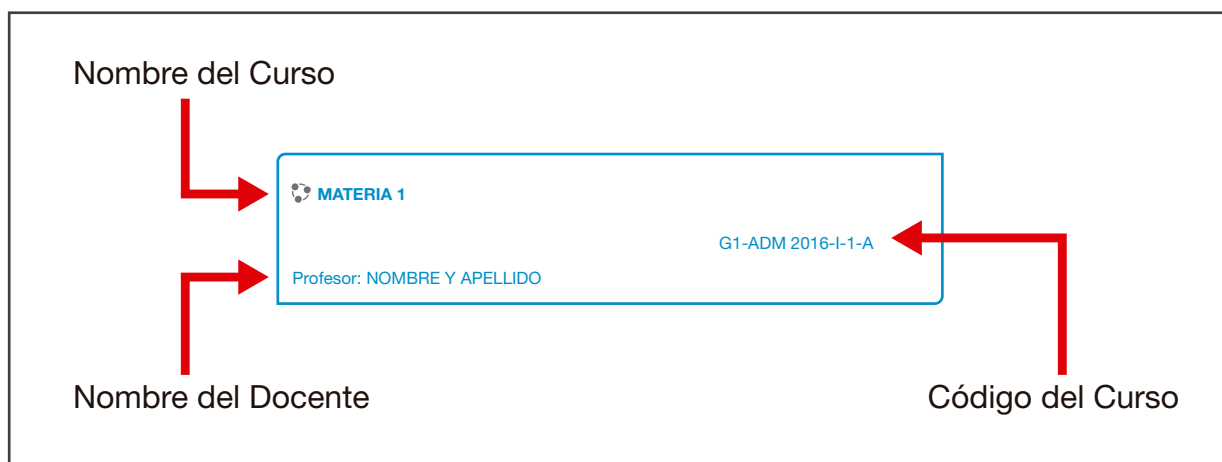 Nombre del Curso
MATERIA 1
G1-ADM 2016-I-1-A
Profesor: NOMBRE Y APELLIDO
Nombre del Docente
Código del Curso